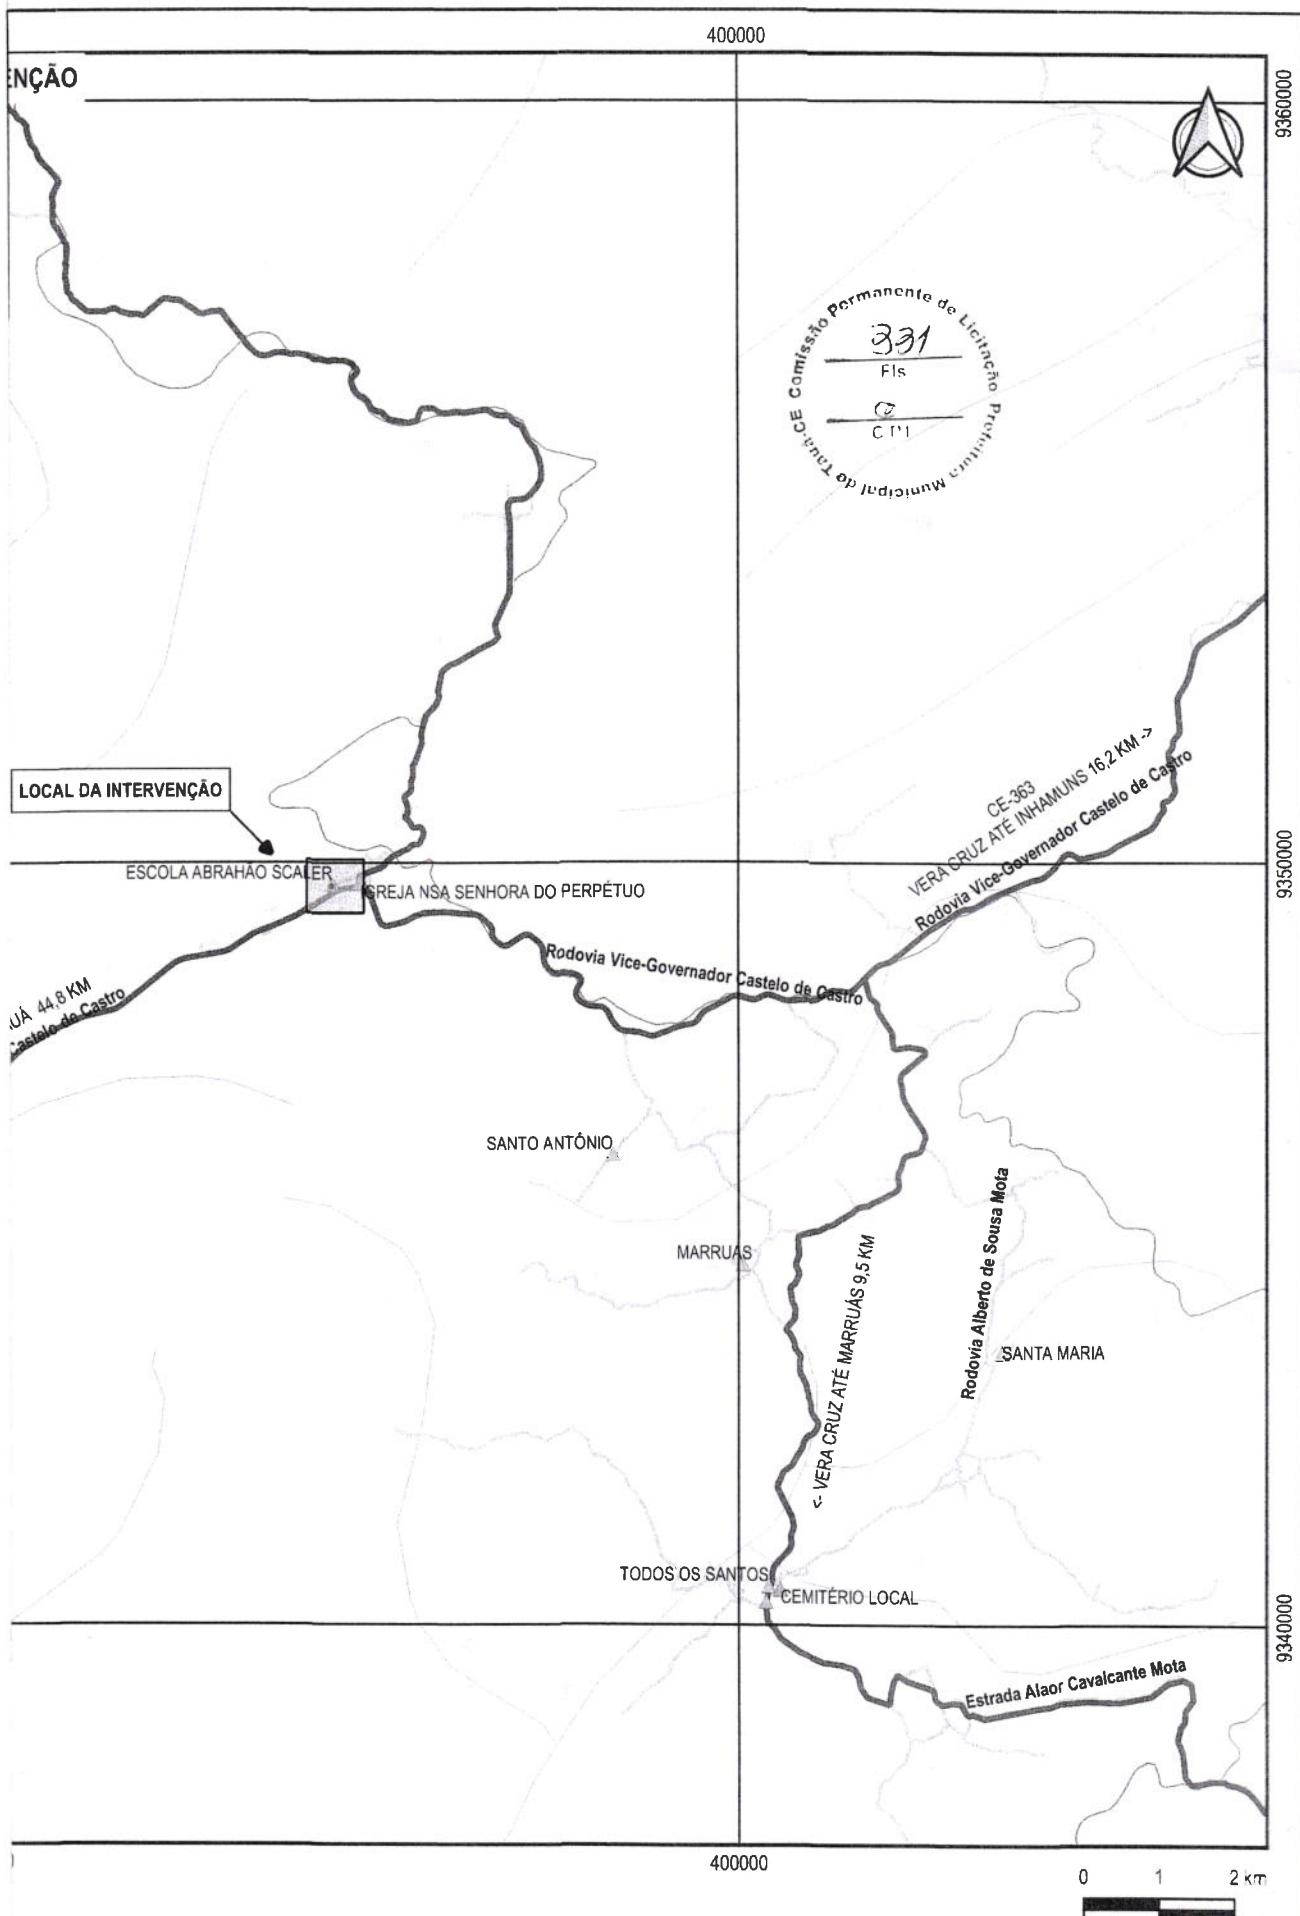 400000
ENÇÃO
9360000
Comissão Permanente de Licitação Prefeitura Municipal de Tauá-CE
331
Fls
CE-363
VERA CRUZ ATÉ INHAMUNS 16,2 KM ->
Rodovia Vice-Governador Castelo de Castro
LOCAL DA INTERVENÇÃO
ESCOLA ABRAHÃO SCALER
IGREJA NSA SENHORA DO PERPÉTUO
9350000
Rodovia Vice-Governador Castelo de Castro
UÁ 44,8 KM
Castelo de Castro
SANTO ANTÔNIO
MARRUAS
<- VERA CRUZ ATÉ MARRUÁS 9,5 KM
Rodovia Alberto de Sousa Mota
SANTA MARIA
TODOS OS SANTOS
CEMITÉRIO LOCAL
9340000
Estrada Alaor Cavalcante Mota
400000
0 1 2 km